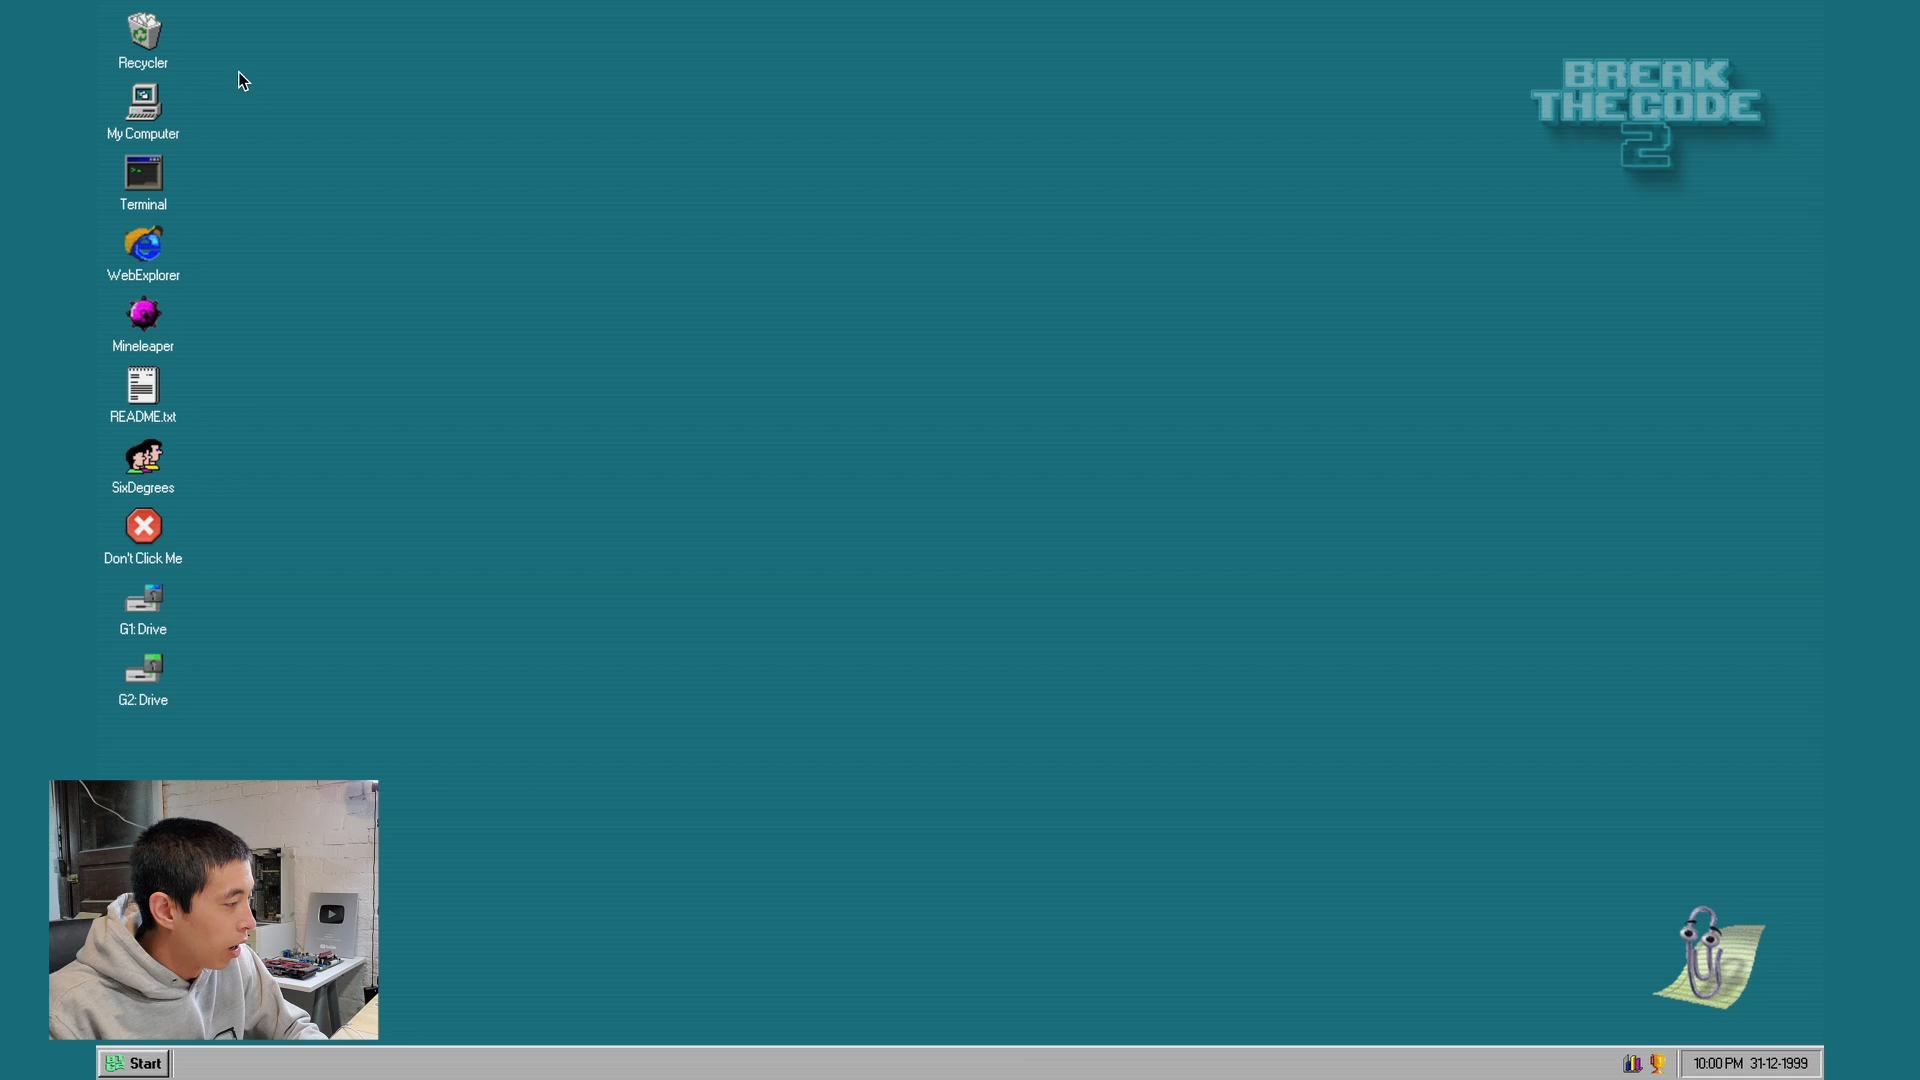 Recycler
My Computer
Terminal
WebExplorer
Mineleaper
README.txt
SixDegrees
Don't Click Me
G1: Drive
G2: Drive
BREAK
THE CODE
2
Start
10:00 PM 31-12-1999